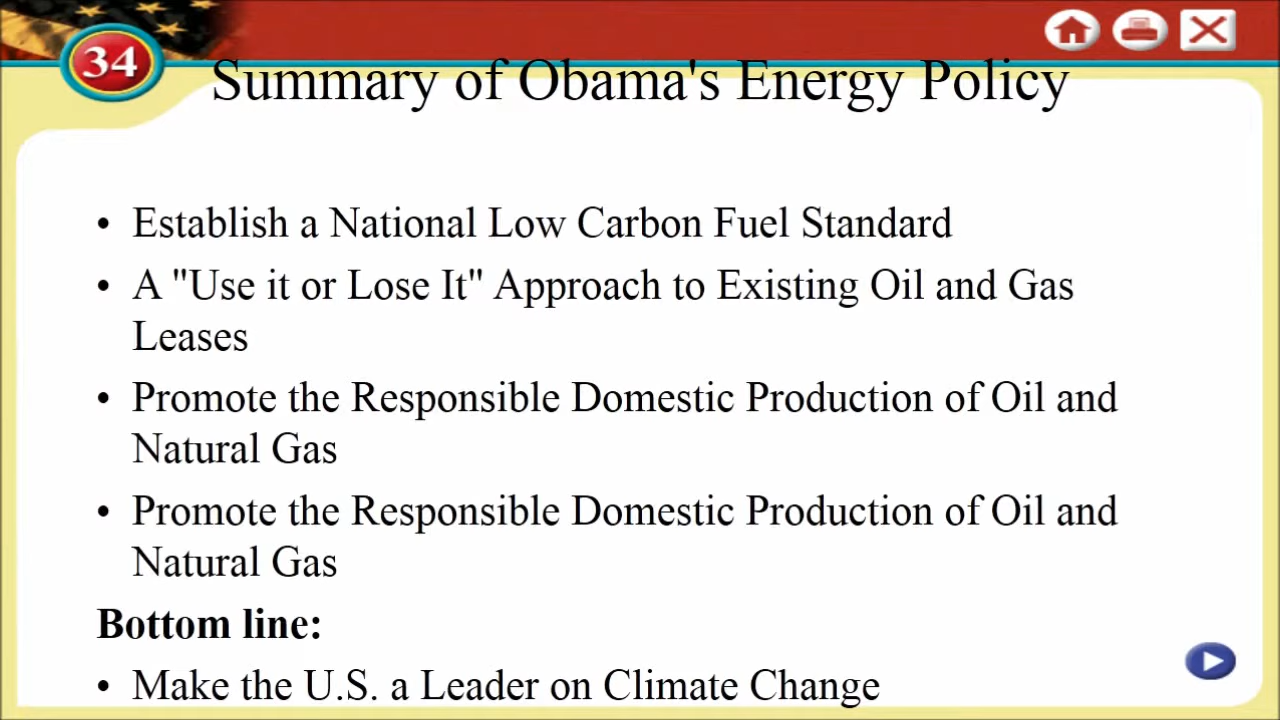 34
Summary of Obama's Energy Policy
• Establish a National Low Carbon Fuel Standard
• A "Use it or Lose It" Approach to Existing Oil and Gas
Leases
• Promote the Responsible Domestic Production of Oil and
Natural Gas
• Promote the Responsible Domestic Production of Oil and
Natural Gas
Bottom line:
• Make the U.S. a Leader on Climate Change